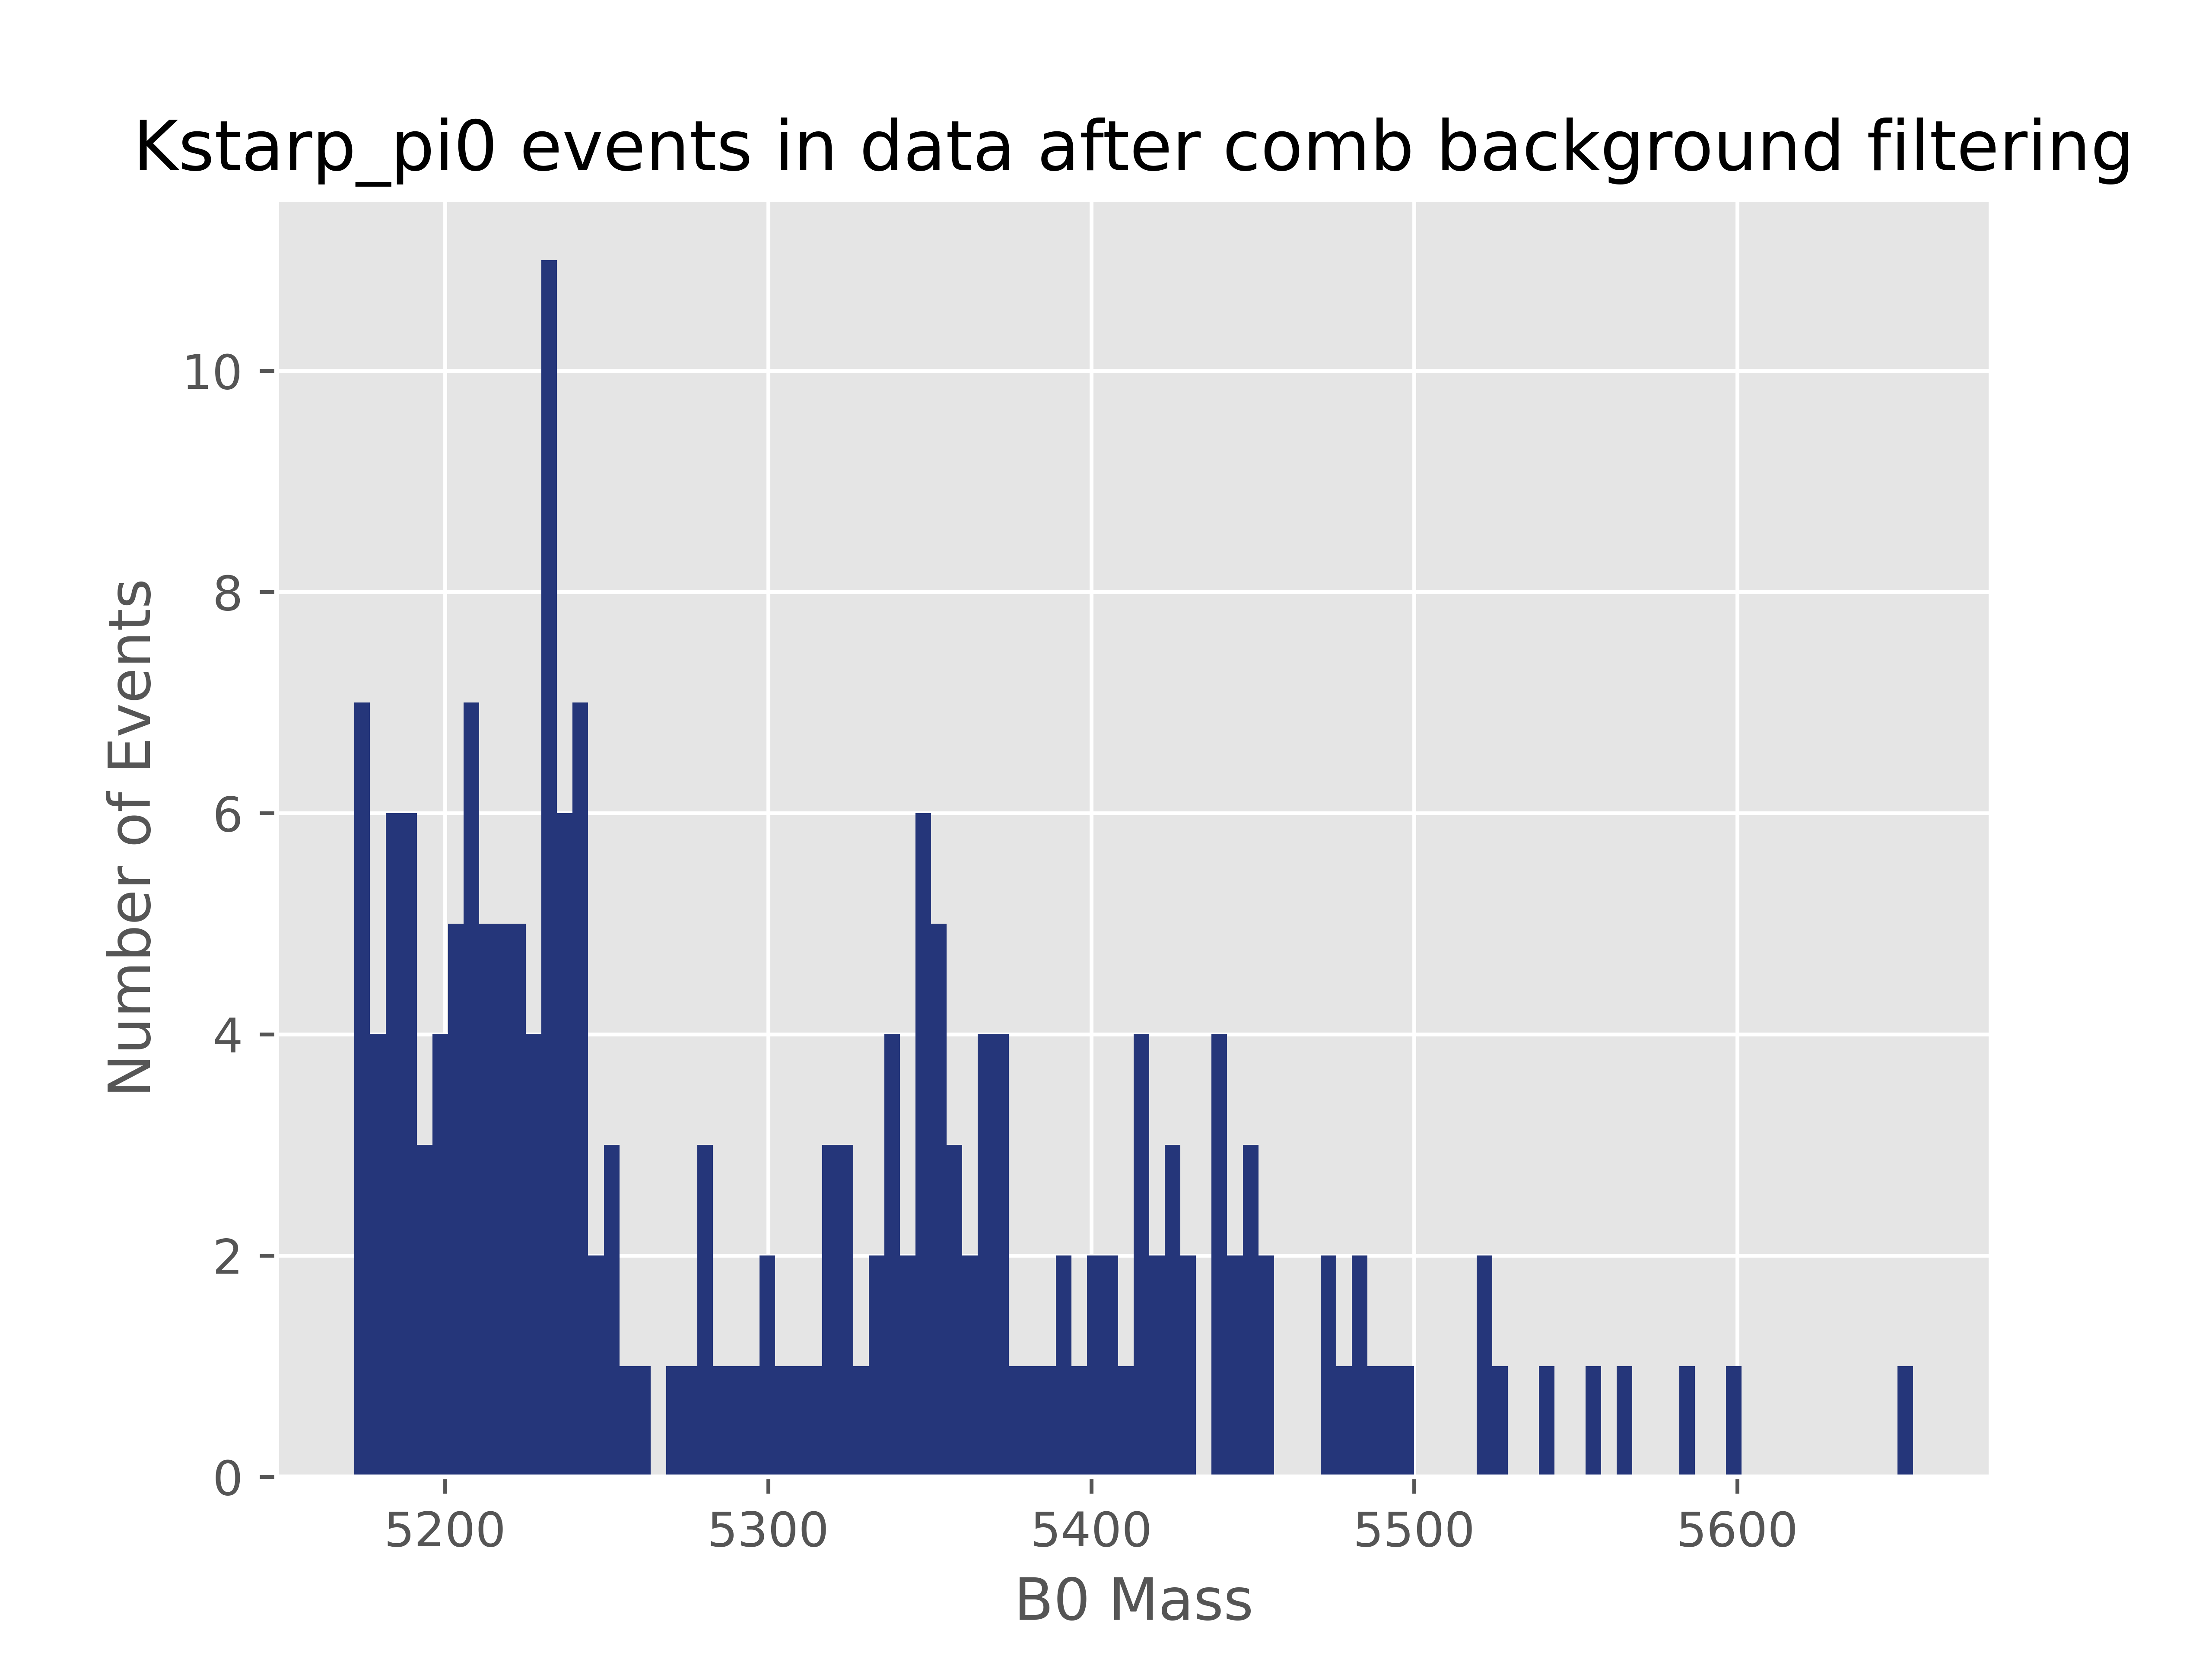 Kstarp_pi0 events in data after comb background filtering
Number of Events
10
8
6
4
2
0
5200 5300 5400 5500 5600
B0 Mass